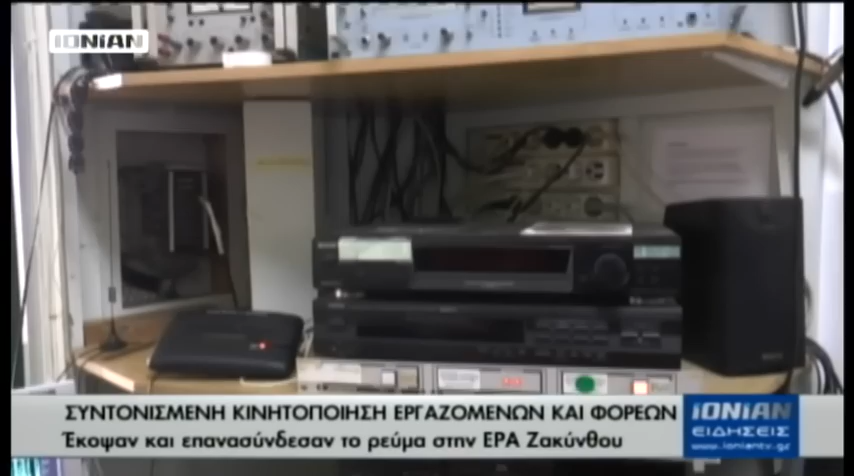 IONIAN
ΣΥΝΤΟΝΙΣΜΕΝΗ ΚΙΝΗΤΟΠΟΙΗΣΗ ΕΡΓΑΖΟΜΕΝΩΝ ΚΑΙ ΦΟΡΕΩΝ
Έκοψαν και επανασύνδεσαν το ρεύμα στην ΕΡΑ Ζακύνθου
IONIAN
ΕΙΔΗΣΕΙΣ
www.ioniantv.gr